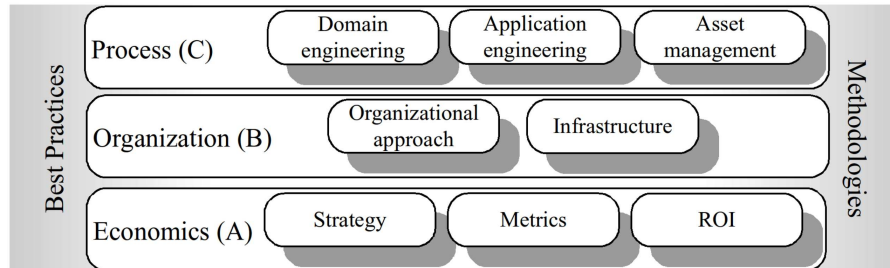 Best Practices
Process (C)
Domain
engineering
Application
engineering
Asset
management
Organization (B)
Organizational
approach
Infrastructure
Economics (A)
Strategy
Metrics
ROI
Methodologies